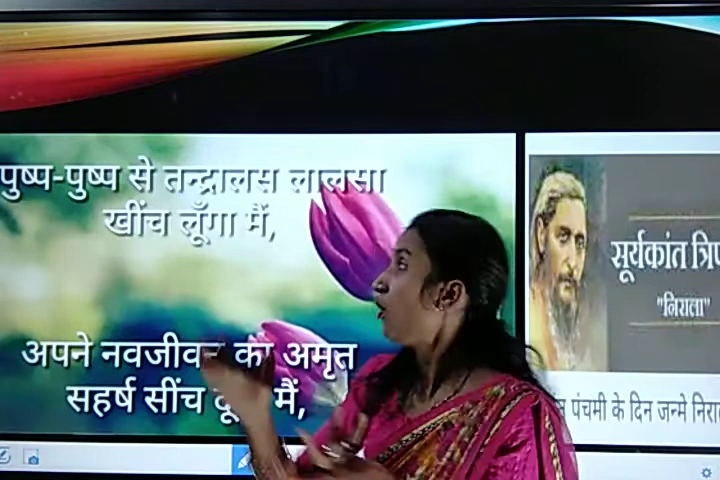 पुष्प-पुष्प से तन्द्रालस लालसा
खींच लूँगा मैं,
अपने नवजीवन का अमृत
सहर्ष सींच दूँगा मैं,
सूर्यकांत
"निराला"
पंचमी के दिन जन्मे